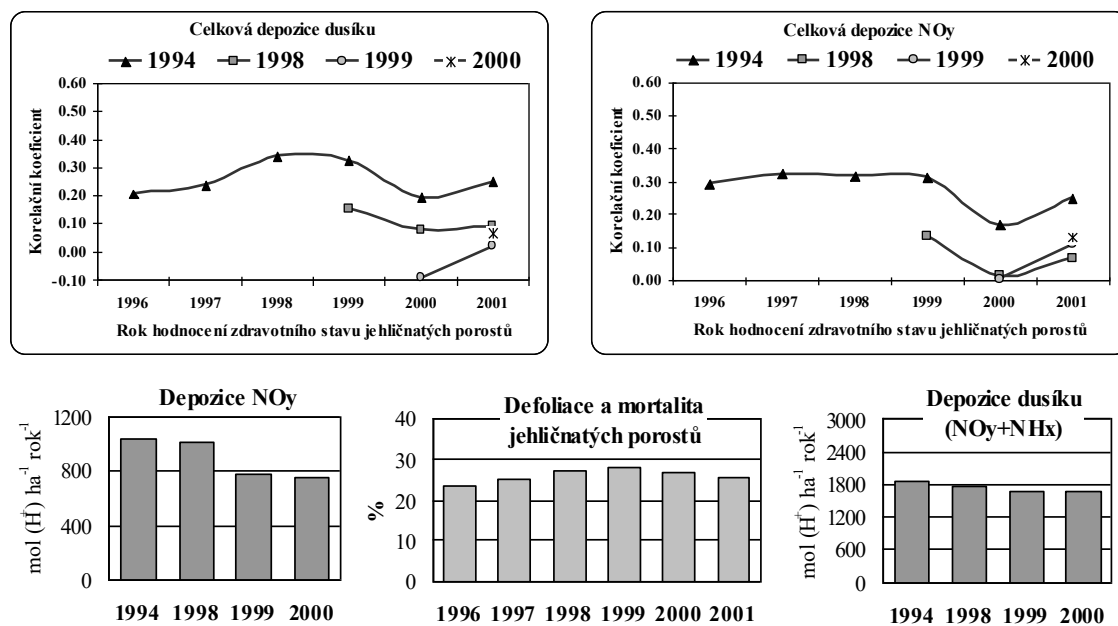 Celková depozice dusíku
1994 1998 1999 2000
0.60
0.50
0.40
0.30
0.20
0.10
0.00
-0.10
Korelační koeficient
1996 1997 1998 1999 2000 2001
Rok hodnocení zdravotního stavu jehličnatých porostů
Celková depozice NOy
1994 1998 1999 2000
0.60
0.50
0.40
0.30
0.20
0.10
0.00
Korelační koeficient
1996 1997 1998 1999 2000 2001
Rok hodnocení zdravotního stavu jehličnatých porostů
Depozice NOy
1200
800
400
0
mol (H⁺) ha⁻¹ rok⁻¹
1994 1998 1999 2000
Defoliace a mortalita
jehličnatých porostů
40
30
20
10
0
%
1996 1997 1998 1999 2000 2001
Depozice dusíku
(NOy+NHx)
3000
2400
1800
1200
600
0
mol (H⁺) ha⁻¹ rok⁻¹
1994 1998 1999 2000